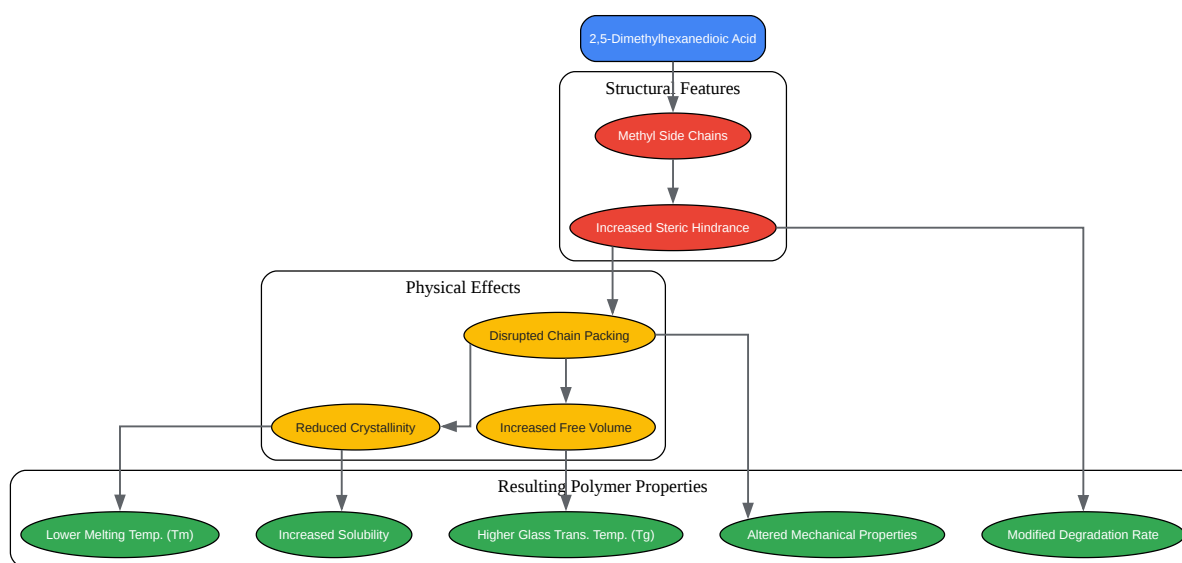 2,5-Dimethylhexanedioic Acid
Structural Features
Methyl Side Chains
Increased Steric Hindrance
Physical Effects
Disrupted Chain Packing
Reduced Crystallinity
Increased Free Volume
Resulting Polymer Properties
Lower Melting Temp. (Tm)
Increased Solubility
Higher Glass Trans. Temp. (Tg)
Altered Mechanical Properties
Modified Degradation Rate